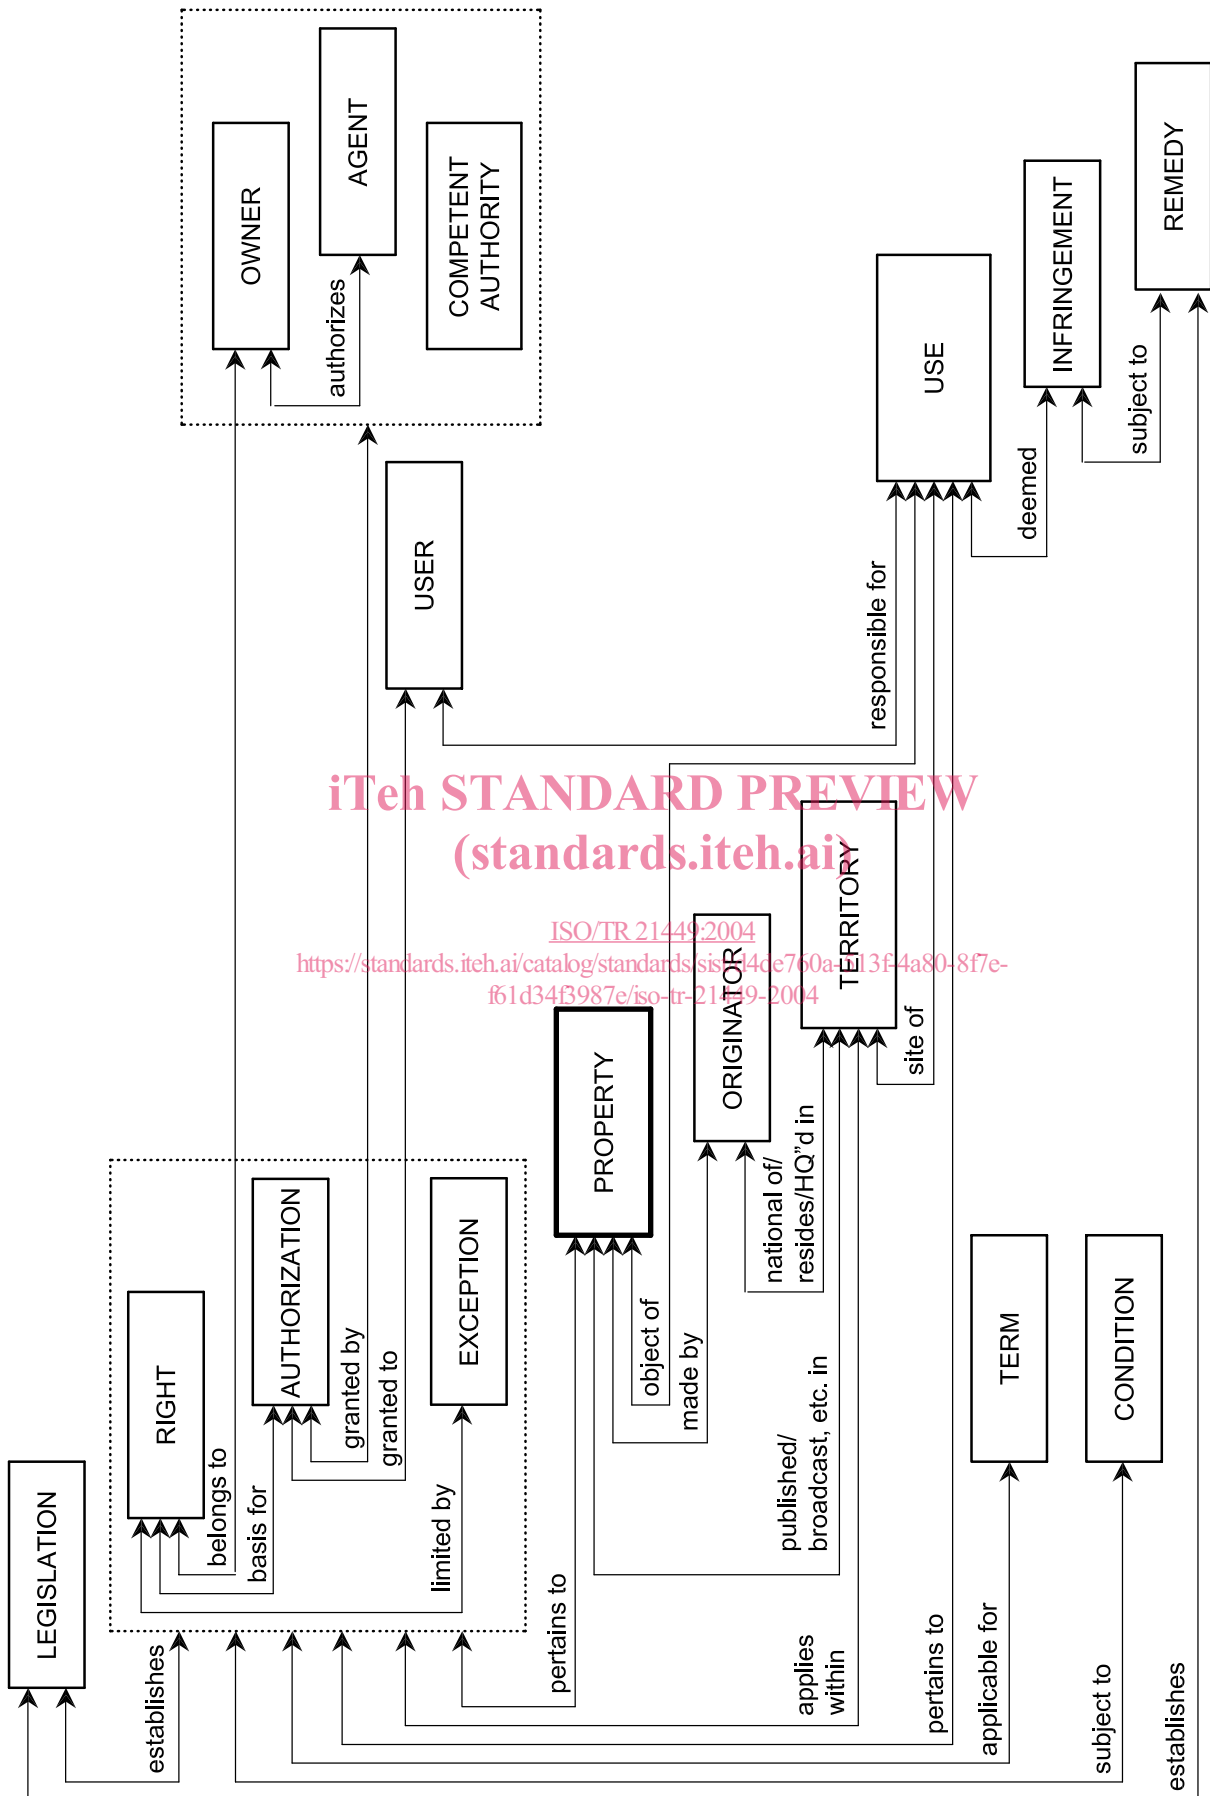 LEGISLATION
establishes
establishes
RIGHT
belongs to
basis for
AUTHORIZATION
granted by
granted to
EXCEPTION
limited by
OWNER
authorizes
AGENT
COMPETENT
AUTHORITY
USER
responsible for
USE
deemed
INFRINGEMENT
subject to
REMEDY
PROPERTY
object of
made by
ORIGINATOR
national of/
resides/HQ"d in
TERRITORY
site of
published/
broadcast, etc. in
pertains to
applies
within
pertains to
applicable for
TERM
subject to
CONDITION
iTeh STANDARD PREVIEW
(standards.iteh.ai)
ISO/TR 21449:2004